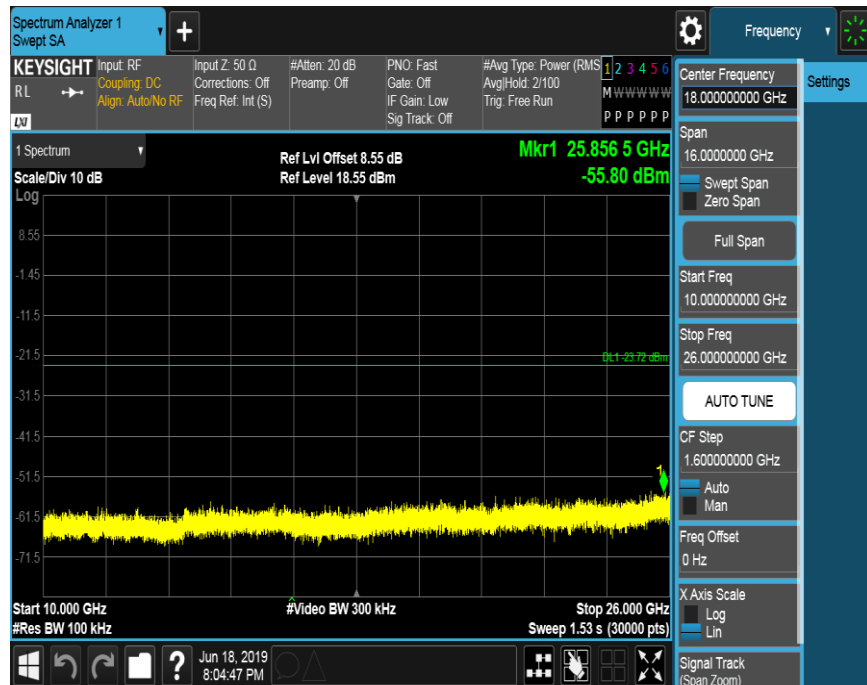 Spectrum Analyzer 1
Swept SA
Frequency
KEYSIGHT
RL
LXI
Input: RF
Coupling: DC
Align: Auto/No RF
Input Z: 50 Ω
Corrections: Off
Freq Ref: Int (S)
#Atten: 20 dB
Preamp: Off
PNO: Fast
Gate: Off
IF Gain: Low
Sig Track: Off
#Avg Type: Power (RMS
Avg|Hold: 2/100
Trig: Free Run
1 2 3 4 5 6
M W W W W W
P P P P P P
1 Spectrum
Scale/Div 10 dB
Log
Ref Lvl Offset 8.55 dB
Ref Level 18.55 dBm
Mkr1 25.856 5 GHz
-55.80 dBm
8.55
-1.45
-11.5
-21.5
DL1 -23.72 dBm
-31.5
-41.5
-51.5
1
-61.5
-71.5
Start 10.000 GHz
#Res BW 100 kHz
#Video BW 300 kHz
Stop 26.000 GHz
Sweep 1.53 s (30000 pts)
Jun 18, 2019
8:04:47 PM
Center Frequency
18.000000000 GHz
Span
16.0000000 GHz
Swept Span
Zero Span
Full Span
Start Freq
10.000000000 GHz
Stop Freq
26.000000000 GHz
AUTO TUNE
CF Step
1.600000000 GHz
Auto
Man
Freq Offset
0 Hz
X Axis Scale
Log
Lin
Signal Track
(Span Zoom)
Settings